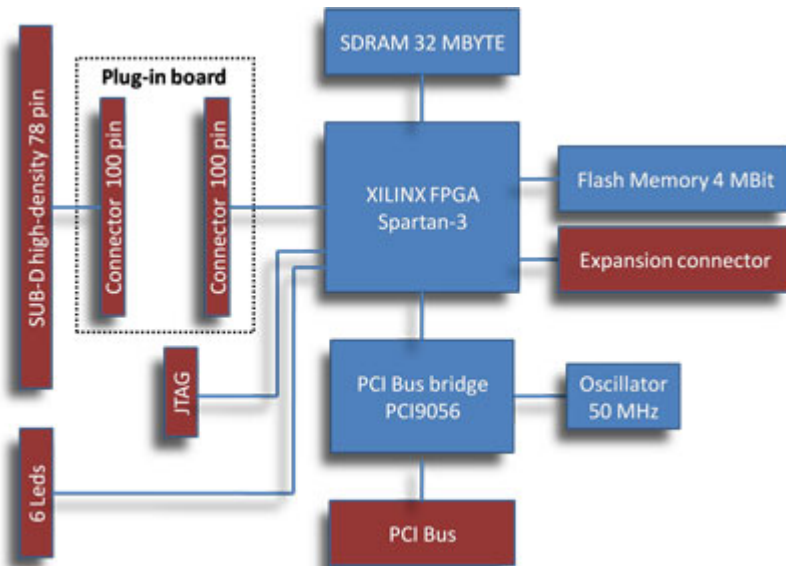 SDRAM 32 MBYTE
Plug-in board
SUB-D high-density 78 pin
Connector 100 pin
Connector 100 pin
XILINX FPGA
Spartan-3
Flash Memory 4 MBit
Expansion connector
JTAG
PCI Bus bridge
PCI9056
Oscillator
50 MHz
6 Leds
PCI Bus